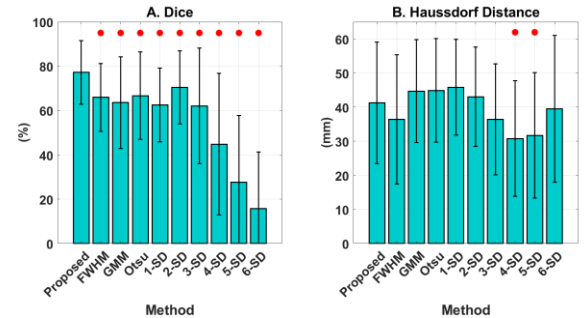 A. Dice
100
80
60
40
20
0
(%)
Proposed
FWHM
GMM
Otsu
1-SD
2-SD
3-SD
4-SD
5-SD
6-SD
Method
B. Haussdorf Distance
60
50
40
30
20
10
0
(mm)
Proposed
FWHM
GMM
Otsu
1-SD
2-SD
3-SD
4-SD
5-SD
6-SD
Method